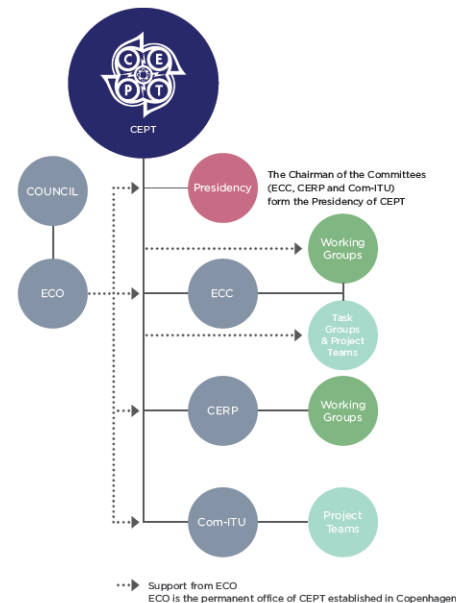 C E
P T
CEPT
COUNCIL
Presidency
The Chairman of the Committees
(ECC, CERP and Com-ITU)
form the Presidency of CEPT
Working
Groups
ECO
ECC
Task
Groups
& Project
Teams
CERP
Working
Groups
Com-ITU
Project
Teams
Support from ECO
ECO is the permanent office of CEPT established in Copenhagen